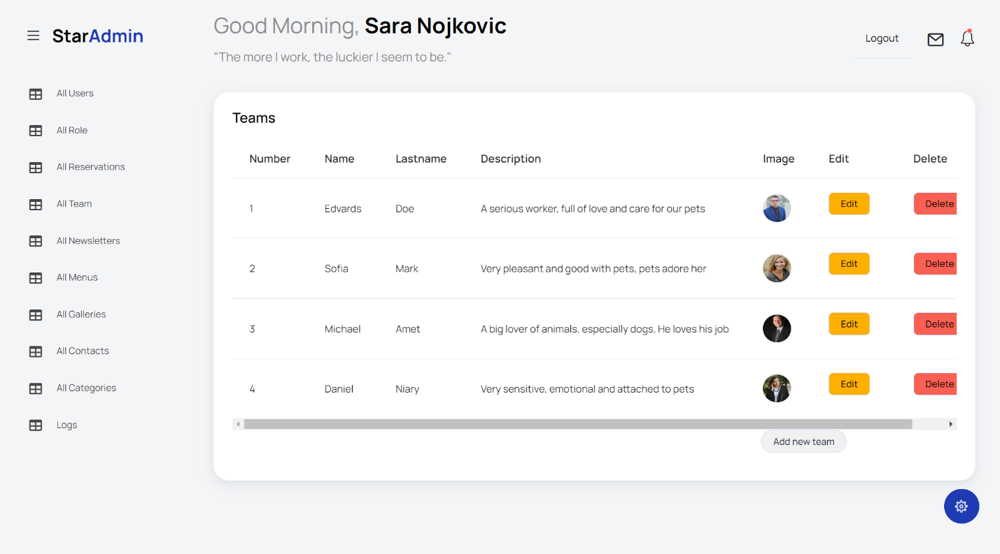 StarAdmin
Good Morning, Sara Nojkovic
"The more I work, the luckier I seem to be."
Logout
All Users
All Role
All Reservations
All Team
All Newsletters
All Menus
All Galleries
All Contacts
All Categories
Logs
Teams
Number Name Lastname Description Image Edit Delete
1 Edvards Doe A serious worker, full of love and care for our pets Edit Delete
2 Sofia Mark Very pleasant and good with pets, pets adore her Edit Delete
3 Michael Amet A big lover of animals, especially dogs. He loves his job Edit Delete
4 Daniel Niary Very sensitive, emotional and attached to pets Edit Delete
Add new team